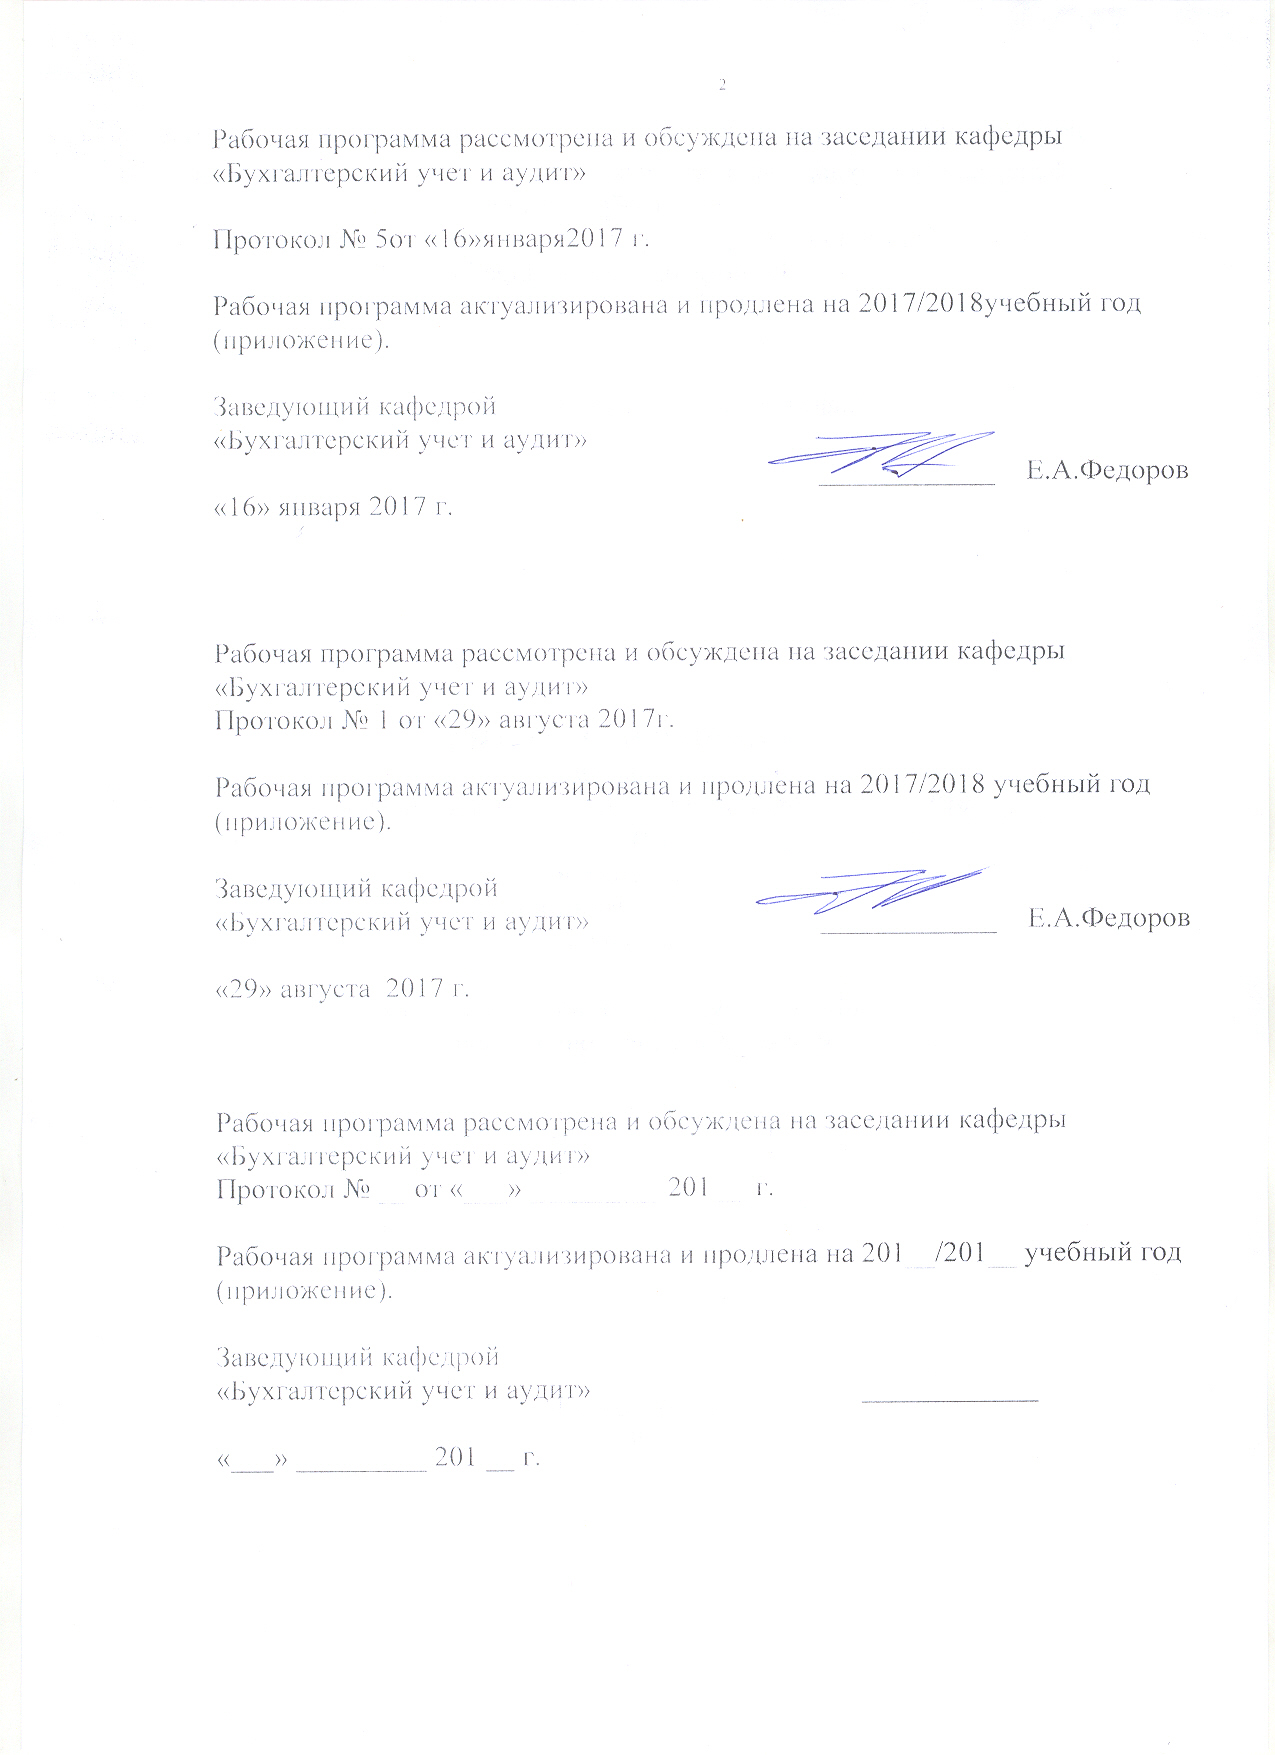 2
Рабочая программа рассмотрена и обсуждена на заседании кафедры
«Бухгалтерский учет и аудит»
Протокол № 5от «16»января2017 г.
Рабочая программа актуализирована и продлена на 2017/2018учебный год
(приложение).
Заведующий кафедрой
«Бухгалтерский учет и аудит»
_____________ Е.А.Федоров
«16» января 2017 г.
Рабочая программа рассмотрена и обсуждена на заседании кафедры
«Бухгалтерский учет и аудит»
Протокол № 1 от «29» августа 2017г.
Рабочая программа актуализирована и продлена на 2017/2018 учебный год
(приложение).
Заведующий кафедрой
«Бухгалтерский учет и аудит» _____________ Е.А.Федоров
«29» августа 2017 г.
Рабочая программа рассмотрена и обсуждена на заседании кафедры
«Бухгалтерский учет и аудит»
Протокол № __ от «___» _________ 201 __ г.
Рабочая программа актуализирована и продлена на 201__/201__ учебный год
(приложение).
Заведующий кафедрой
«Бухгалтерский учет и аудит» _____________
«___» _________ 201 __ г.